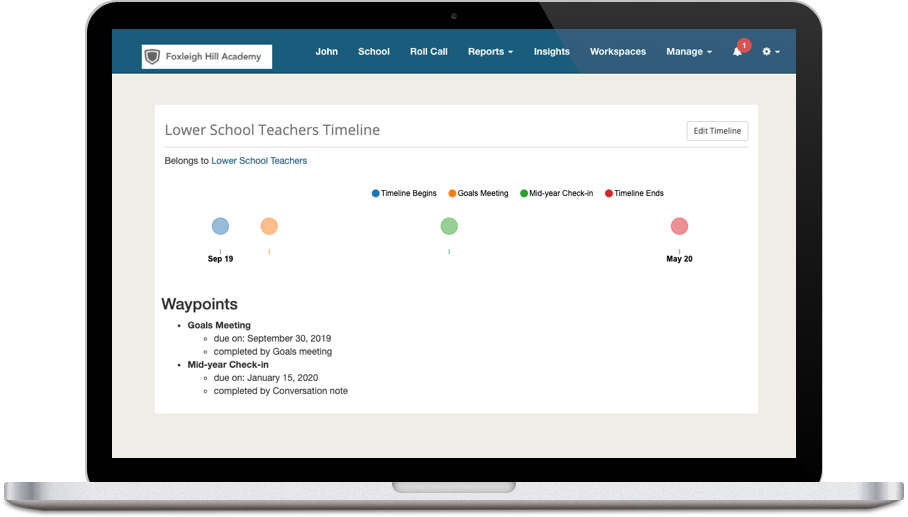 Foxleigh Hill Academy
John School Roll Call Reports Insights Workspaces Manage 1
Lower School Teachers Timeline
Edit Timeline
Belongs to Lower School Teachers
Timeline Begins Goals Meeting Mid-year Check-in Timeline Ends
Sep 19 May 20
Waypoints
Goals Meeting
due on: September 30, 2019
completed by Goals meeting
Mid-year Check-in
due on: January 15, 2020
completed by Conversation note